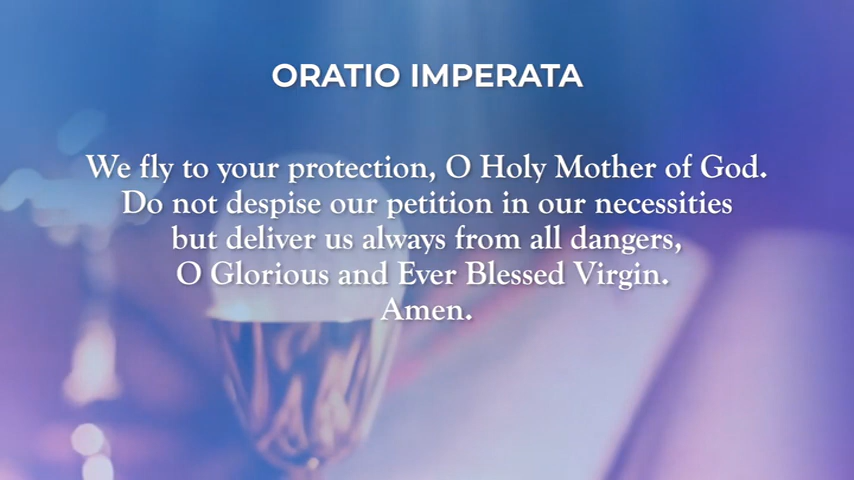 ORATIO IMPERATA
We fly to your protection, O Holy Mother of God.
Do not despise our petition in our necessities
but deliver us always from all dangers,
O Glorious and Ever Blessed Virgin.
Amen.